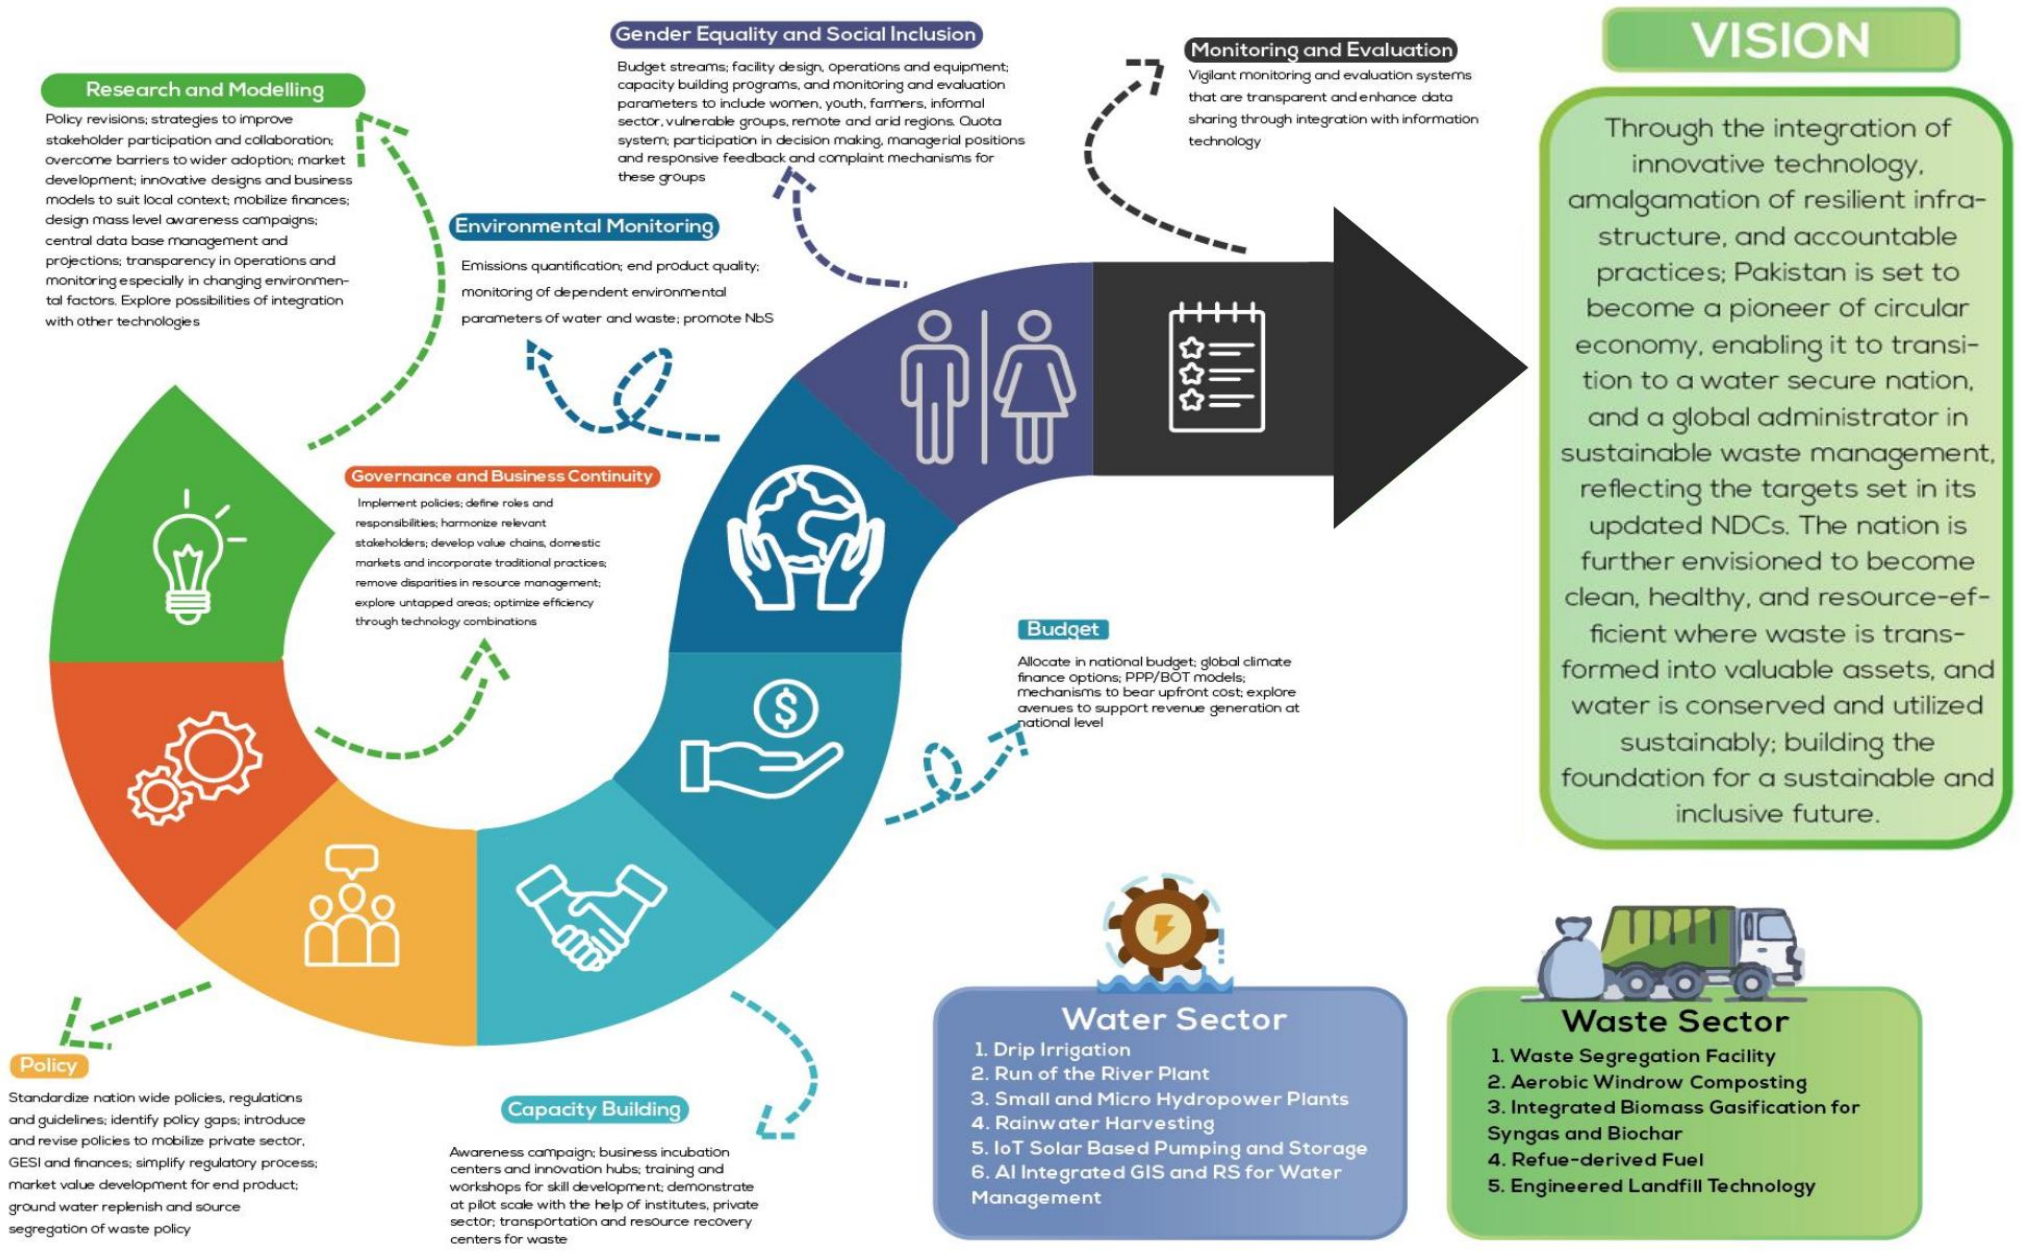 Research and Modelling
Policy revisions; strategies to improve
stakeholder participation and collaboration;
overcome barriers to wider adoption; market
development; innovative designs and business
models to suit local context; mobilize finances;
design mass level awareness campaigns;
central data base management and
projections; transparency in operations and
monitoring especially in changing environmen-
tal factors. Explore possibilities of integration
with other technologies
Governance and Business Continuity
Implement policies; define roles and
responsibilities; harmonize relevant
stakeholders; develop value chains, domestic
markets and incorporate traditional practices;
remove disparities in resource management;
explore untapped areas; optimize efficiency
through technology combinations
Policy
Standardize nation wide policies, regulations
and guidelines; identify policy gaps; introduce
and revise policies to mobilize private sector,
GESI and finances; simplify regulatory process;
market value development for end product;
ground water replenish and source
segregation of waste policy
Capacity Building
Awareness campaign; business incubation
centers and innovation hubs; training and
workshops for skill development; demonstrate
at pilot scale with the help of institutes, private
sector; transportation and resource recovery
centers for waste
$
Budget
Allocate in national budget; global climate
finance options; PPP/BOT models;
mechanisms to bear upfront cost; explore
avenues to support revenue generation at
national level
Environmental Monitoring
Emissions quantification; end product quality;
monitoring of dependent environmental
parameters of water and waste; promote NbS
Gender Equality and Social Inclusion
Budget streams; facility design, operations and equipment;
capacity building programs, and monitoring and evaluation
parameters to include women, youth, farmers, informal
sector, vulnerable groups, remote and arid regions. Quota
system; participation in decision making, managerial positions
and responsive feedback and complaint mechanisms for
these groups
Monitoring and Evaluation
Vigilant monitoring and evaluation systems
that are transparent and enhance data
sharing through integration with information
technology
VISION
Through the integration of
innovative technology,
amalgamation of resilient infra-
structure, and accountable
practices; Pakistan is set to
become a pioneer of circular
economy, enabling it to transi-
tion to a water secure nation,
and a global administrator in
sustainable waste management,
reflecting the targets set in its
updated NDCs. The nation is
further envisioned to become
clean, healthy, and resource-ef-
ficient where waste is trans-
formed into valuable assets, and
water is conserved and utilized
sustainably; building the
foundation for a sustainable and
inclusive future.
Water Sector
1. Drip Irrigation
2. Run of the River Plant
3. Small and Micro Hydropower Plants
4. Rainwater Harvesting
5. IoT Solar Based Pumping and Storage
6. AI Integrated GIS and RS for Water
Management
Waste Sector
1. Waste Segregation Facility
2. Aerobic Windrow Composting
3. Integrated Biomass Gasification for
Syngas and Biochar
4. Refue-derived Fuel
5. Engineered Landfill Technology